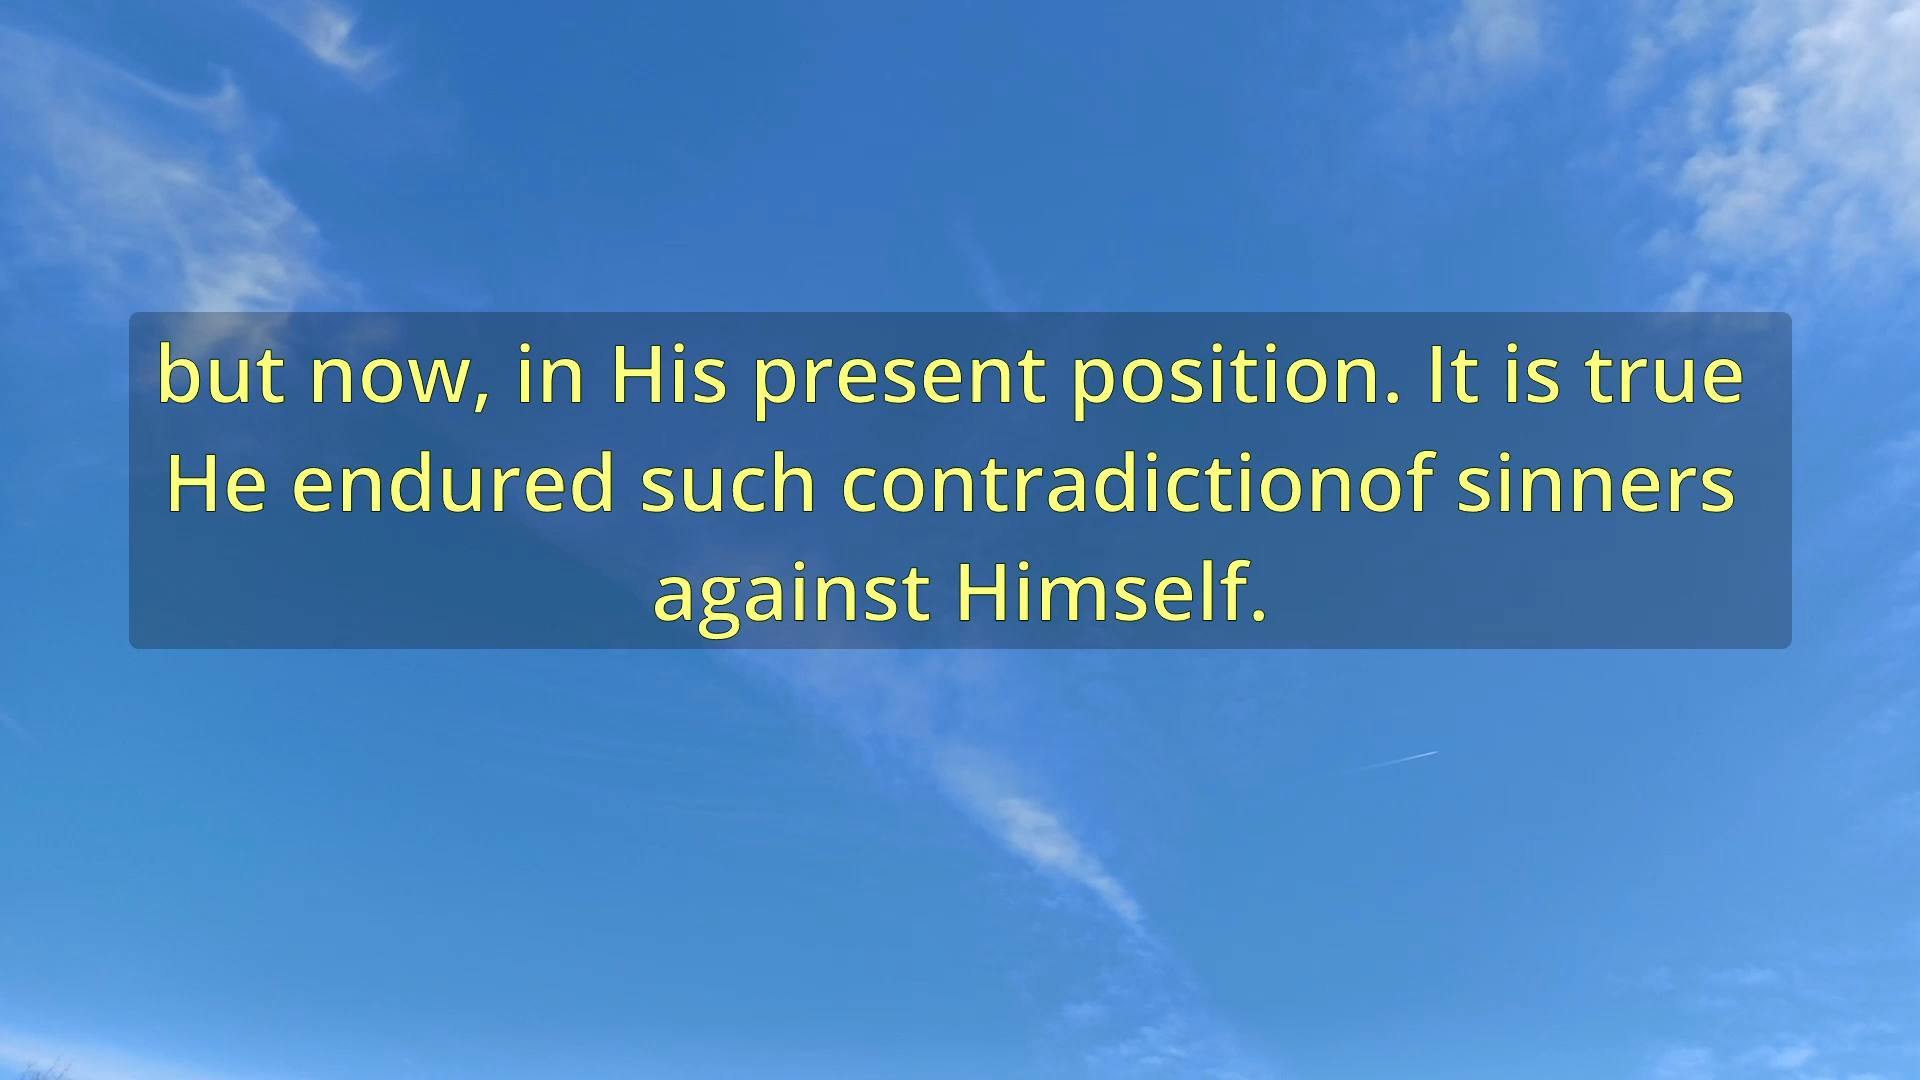 but now, in His present position. It is true
He endured such contradictionof sinners
against Himself.